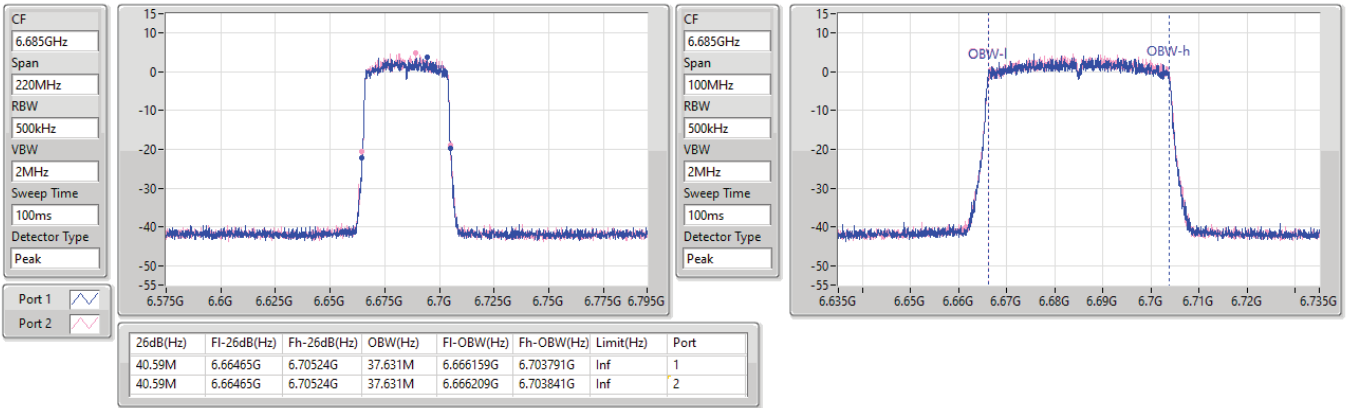 CF
6.685GHz
Span
220MHz
RBW
500kHz
VBW
2MHz
Sweep Time
100ms
Detector Type
Peak
Port 1
Port 2
15-
10-
0-
-10-
-20-
-30-
-40-
-50-
-55-
6.575G 6.6G 6.625G 6.65G 6.675G 6.7G 6.725G 6.75G 6.775G 6.795G
CF
6.685GHz
Span
100MHz
RBW
500kHz
VBW
2MHz
Sweep Time
100ms
Detector Type
Peak
15-
10-
0-
-10-
-20-
-30-
-40-
-50-
-55-
OBW-l
OBW-h
6.635G 6.65G 6.66G 6.67G 6.68G 6.69G 6.7G 6.71G 6.72G 6.735G
26dB(Hz) Fl-26dB(Hz) Fh-26dB(Hz) OBW(Hz) Fl-OBW(Hz) Fh-OBW(Hz) Limit(Hz) Port
40.59M 6.66465G 6.70524G 37.631M 6.666159G 6.703791G Inf 1
40.59M 6.66465G 6.70524G 37.631M 6.666209G 6.703841G Inf 2